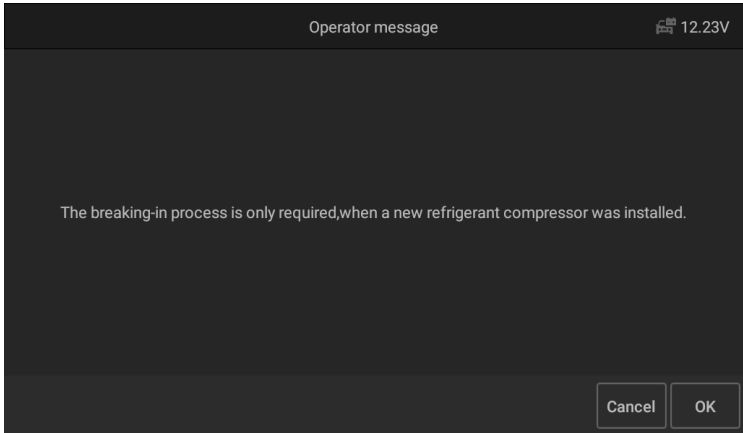 Operator message
12.23V
The breaking-in process is only required,when a new refrigerant compressor was installed.
Cancel
OK